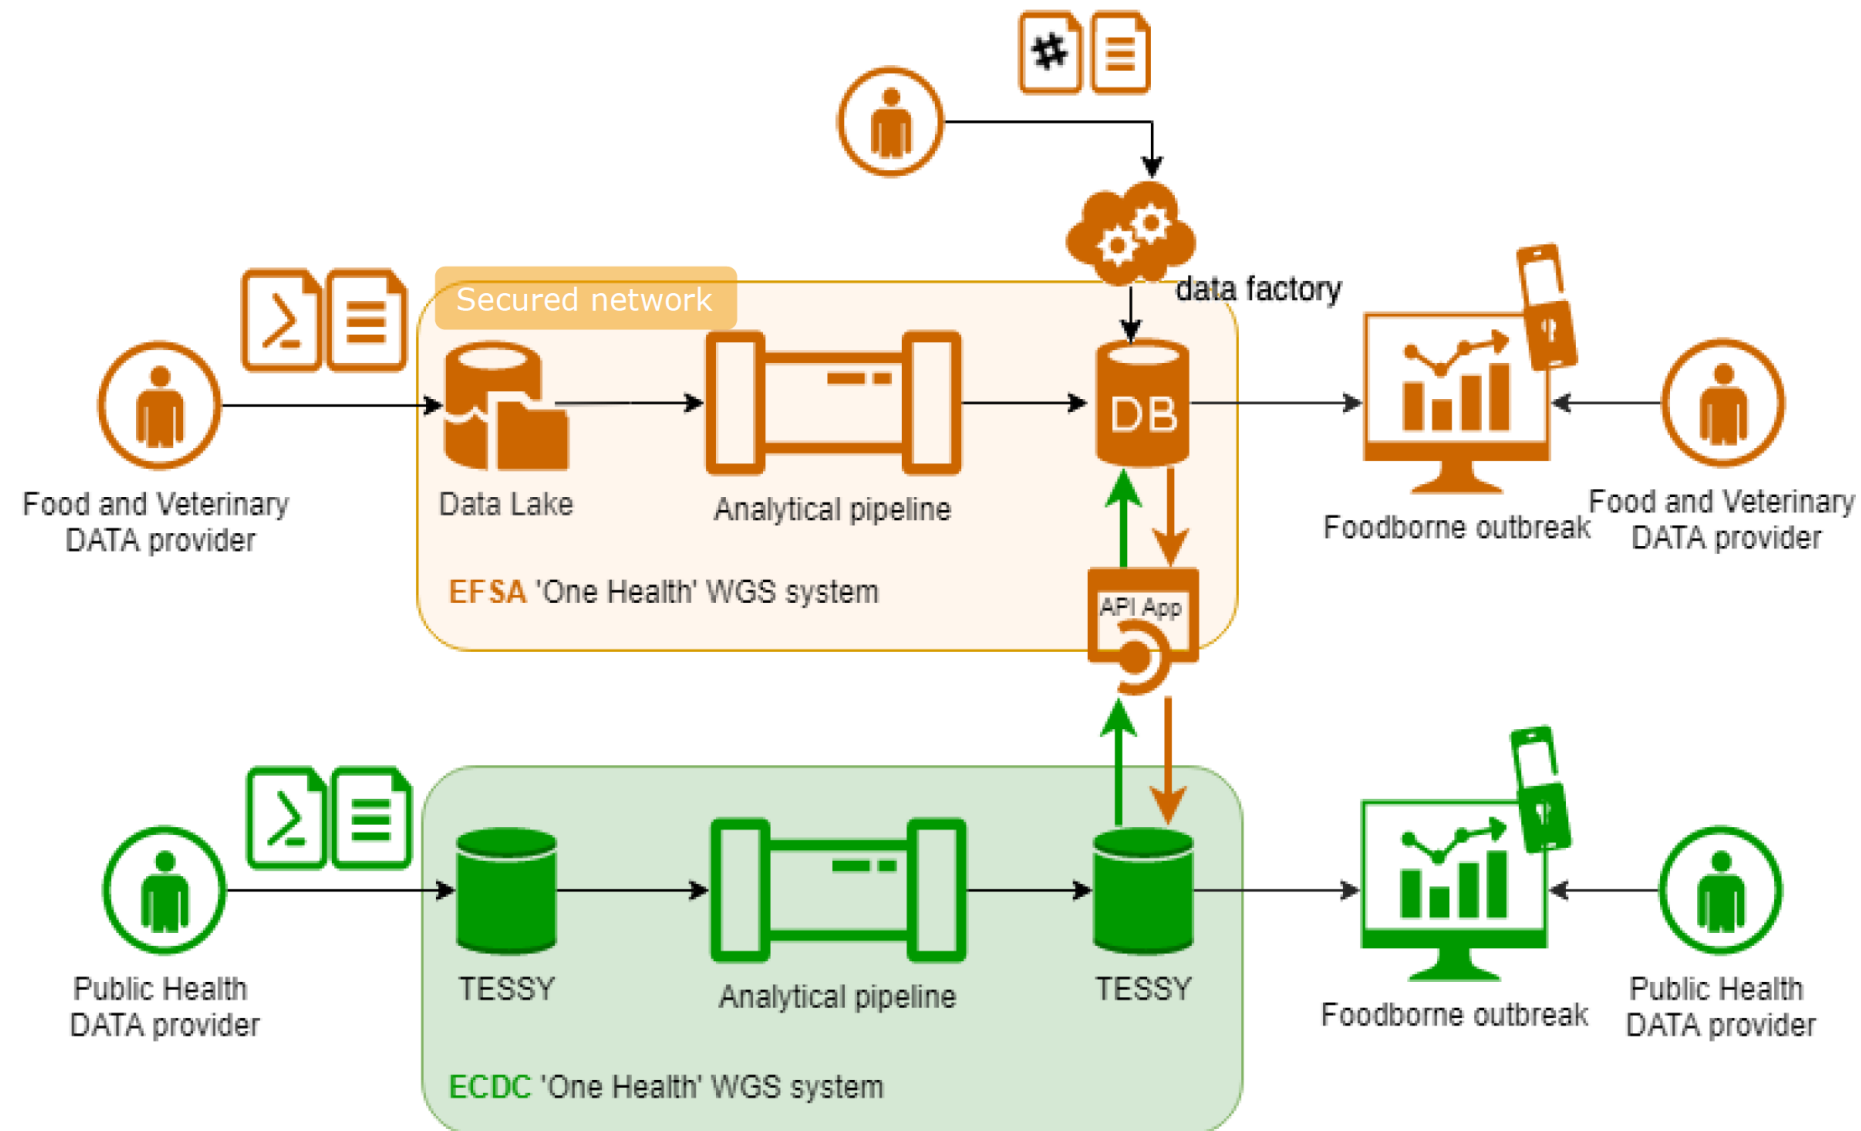 #
data factory
Secured network
DB
Food and Veterinary
DATA provider
Data Lake
Analytical pipeline
Foodborne outbreak
Food and Veterinary
DATA provider
EFSA 'One Health' WGS system
API App
Public Health
DATA provider
TESSY
Analytical pipeline
TESSY
Foodborne outbreak
Public Health
DATA provider
ECDC 'One Health' WGS system